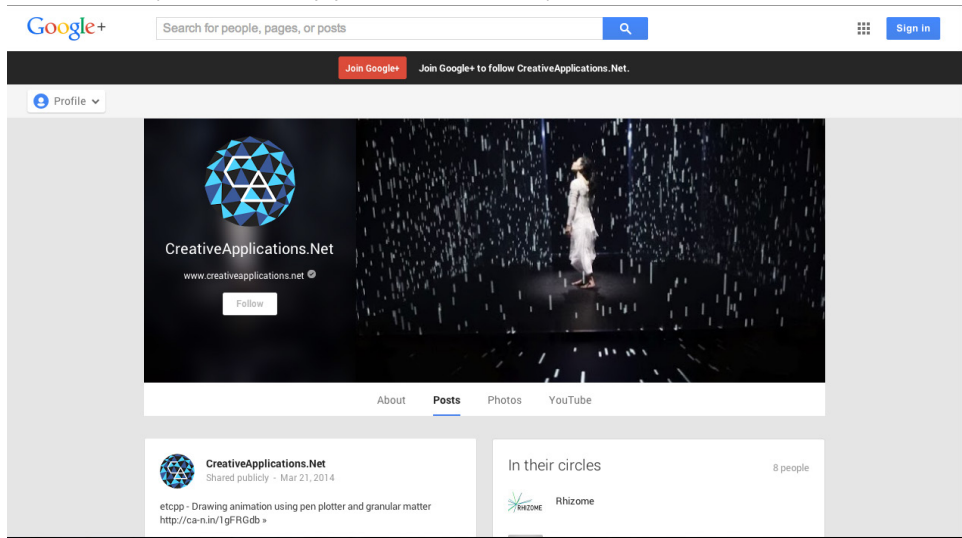 Google+
Search for people, pages, or posts
Sign in
Join Google+ Join Google+ to follow CreativeApplications.Net.
Profile
CreativeApplications.Net
www.creativeapplications.net
Follow
About Posts Photos YouTube
CreativeApplications.Net
Shared publicly - Mar 21, 2014
etcpp - Drawing animation using pen plotter and granular matter
http://ca-n.in/1gFRGdb »
In their circles 8 people
RHIZOME Rhizome